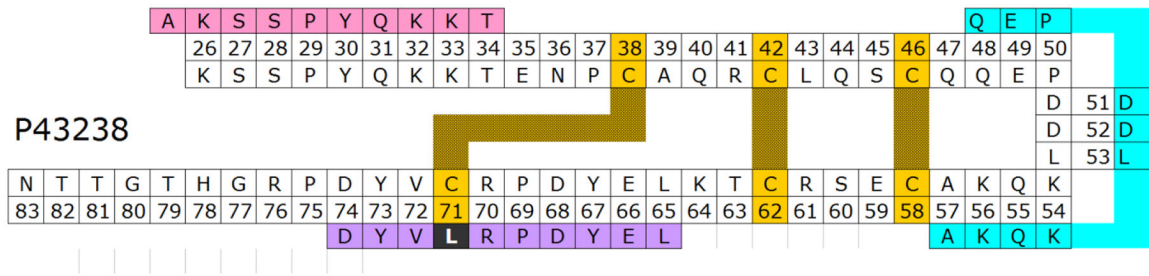 A K S S P Y Q K K T Q E P
26 27 28 29 30 31 32 33 34 35 36 37 38 39 40 41 42 43 44 45 46 47 48 49 50
K S S P Y Q K K T E N P C A Q R C L Q S C Q Q E P
D 51 D
P43238
D 52 D
L 53 L
N T T G T H G R P D Y V C R P D Y E L K T C R S E C A K Q K
83 82 81 80 79 78 77 76 75 74 73 72 71 70 69 68 67 66 65 64 63 62 61 60 59 58 57 56 55 54
D Y V L R P D Y E L A K Q K